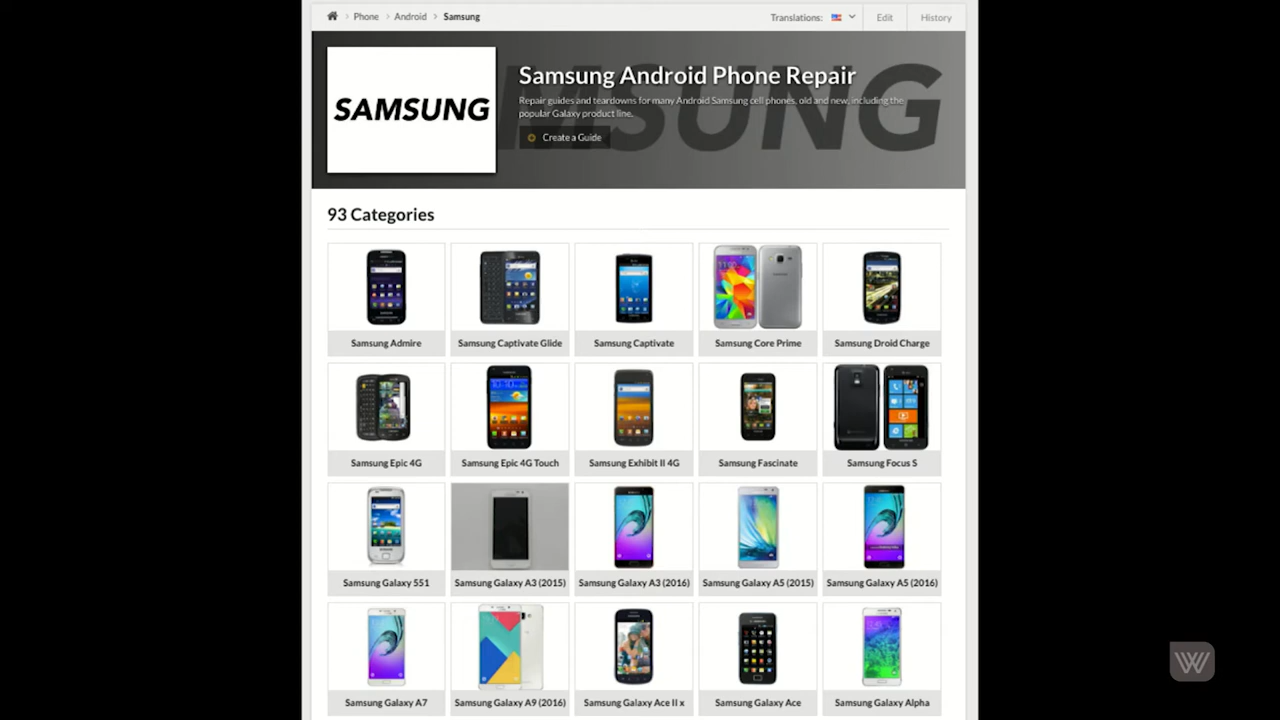 Phone
Android
Samsung
Translations:
Edit
History
SAMSUNG
Samsung Android Phone Repair
Repair guides and teardowns for many Android Samsung cell phones, old and new, including the
popular Galaxy product line.
Create a Guide
93 Categories
Samsung Admire
Samsung Captivate Glide
Samsung Captivate
Samsung Core Prime
Samsung Droid Charge
Samsung Epic 4G
Samsung Epic 4G Touch
Samsung Exhibit II 4G
Samsung Fascinate
Samsung Focus S
Samsung Galaxy 551
Samsung Galaxy A3 (2015)
Samsung Galaxy A3 (2016)
Samsung Galaxy A5 (2015)
Samsung Galaxy A5 (2016)
Samsung Galaxy A7
Samsung Galaxy A9 (2016)
Samsung Galaxy Ace II x
Samsung Galaxy Ace
Samsung Galaxy Alpha
W